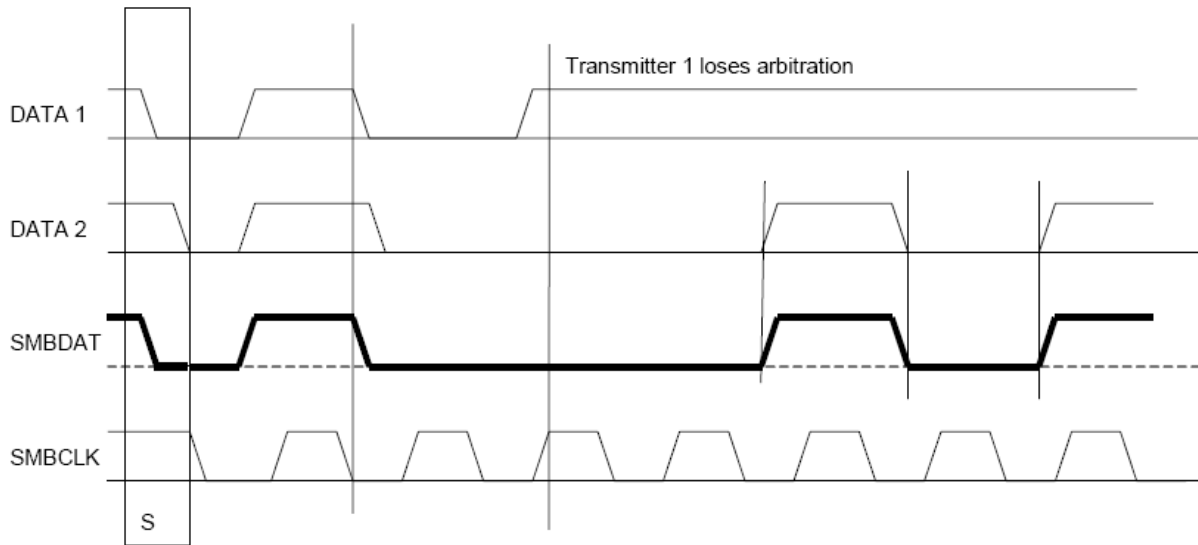 Transmitter 1 loses arbitration
DATA 1
DATA 2
SMBDAT
SMBCLK
S